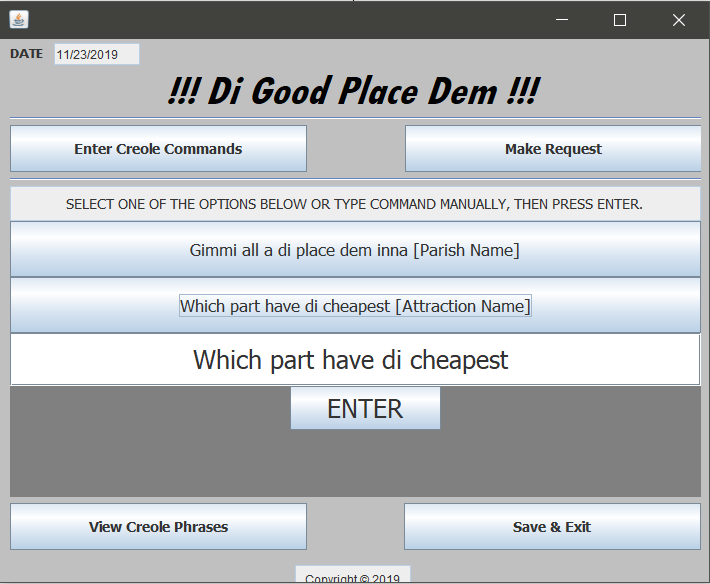 DATE 11/23/2019
!!! Di Good Place Dem !!!
Enter Creole Commands
Make Request
SELECT ONE OF THE OPTIONS BELOW OR TYPE COMMAND MANUALLY, THEN PRESS ENTER.
Gimmi all a di place dem inna [Parish Name]
Which part have di cheapest [Attraction Name]
Which part have di cheapest
ENTER
View Creole Phrases
Save & Exit
Copyright © 2019